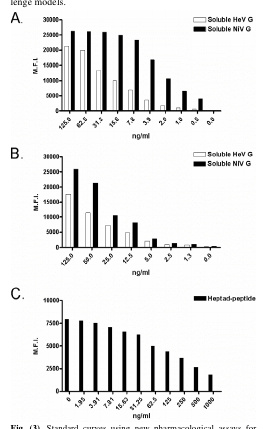 lenge models.
A.
Soluble HeV G
Soluble NiV G
M.F.I.
30000
25000
20000
15000
10000
5000
0
125.0 62.5 31.3 15.6 7.8 3.9 2.0 1.0 0.5 0.0
ng/ml
B.
Soluble HeV G
Soluble NiV G
M.F.I.
30000
25000
20000
15000
10000
5000
0
125.0 50.0 25.0 12.5 5.0 2.5 1.3 0.0
ng/ml
C.
Heptad-peptide
M.F.I.
10000
7500
5000
2500
0
0 1.95 3.91 7.81 15.63 31.25 62.5 125 250 500 1000
ng/ml
Fig. (3). Standard curves using new pharmacological assays for